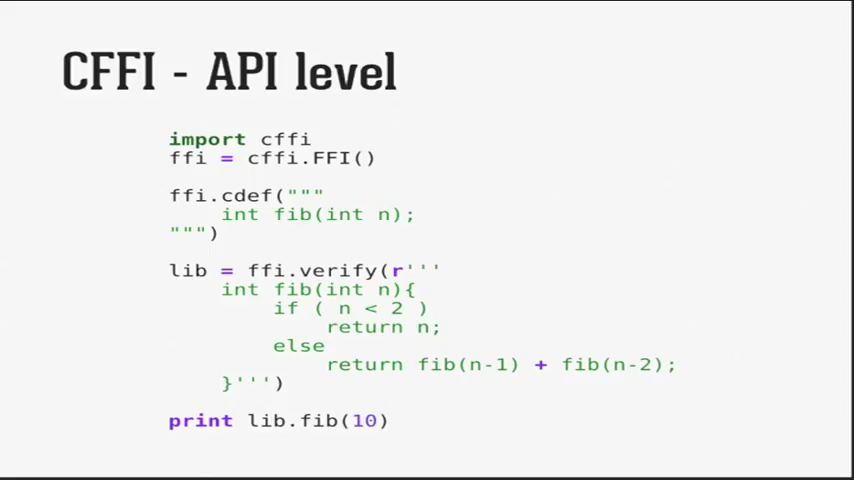 CFFI - API level
import cffi
ffi = cffi.FFI()
ffi.cdef("""
    int fib(int n);
""")
lib = ffi.verify(r'''
    int fib(int n){
        if ( n < 2 )
            return n;
        else
            return fib(n-1) + fib(n-2);
    }''')
print lib.fib(10)